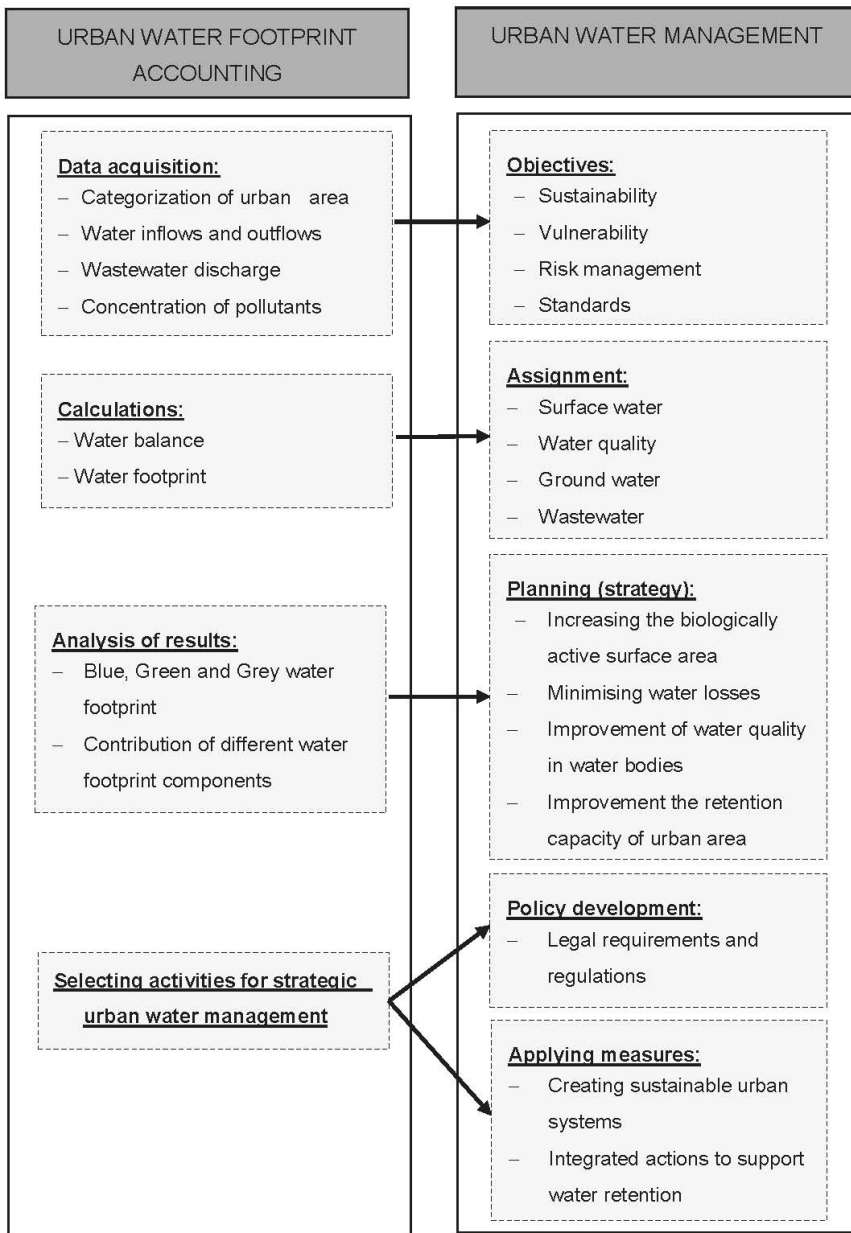 URBAN WATER FOOTPRINT
ACCOUNTING
Data acquisition:
– Categorization of urban area
– Water inflows and outflows
– Wastewater discharge
– Concentration of pollutants
Calculations:
– Water balance
– Water footprint
Analysis of results:
– Blue, Green and Grey water
footprint
– Contribution of different water
footprint components
Selecting activities for strategic
urban water management
URBAN WATER MANAGEMENT
Objectives:
– Sustainability
– Vulnerability
– Risk management
– Standards
Assignment:
– Surface water
– Water quality
– Ground water
– Wastewater
Planning (strategy):
– Increasing the biologically
active surface area
– Minimising water losses
– Improvement of water quality
in water bodies
– Improvement the retention
capacity of urban area
Policy development:
– Legal requirements and
regulations
Applying measures:
– Creating sustainable urban
systems
– Integrated actions to support
water retention